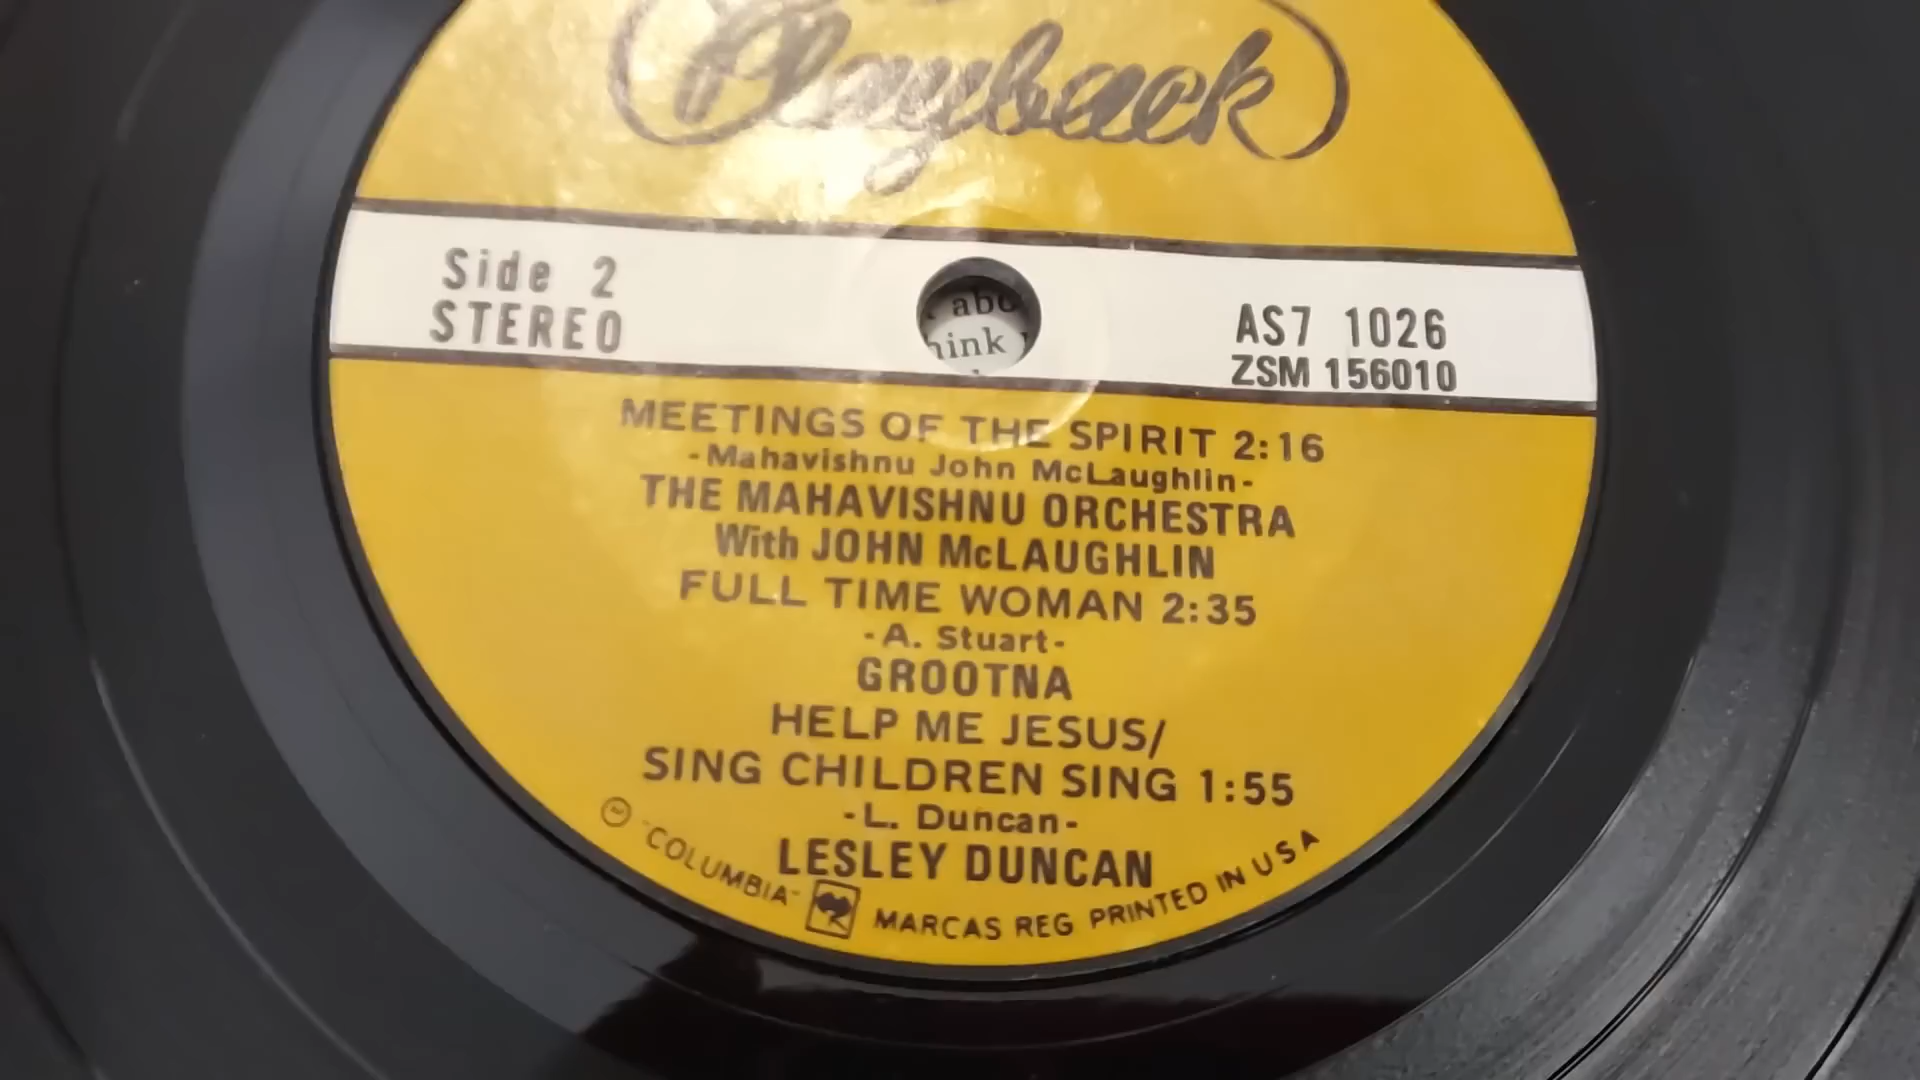 Playback
Side 2
STEREO
abo
hink
AS7 1026
ZSM 156010
MEETINGS OF THE SPIRIT 2:16
-Mahavishnu John McLaughlin-
THE MAHAVISHNU ORCHESTRA
With JOHN McLAUGHLIN
FULL TIME WOMAN 2:35
-A. Stuart-
GROOTNA
HELP ME JESUS/
SING CHILDREN SING 1:55
-L. Duncan-
LESLEY DUNCAN
"COLUMBIA" MARCAS REG PRINTED IN USA